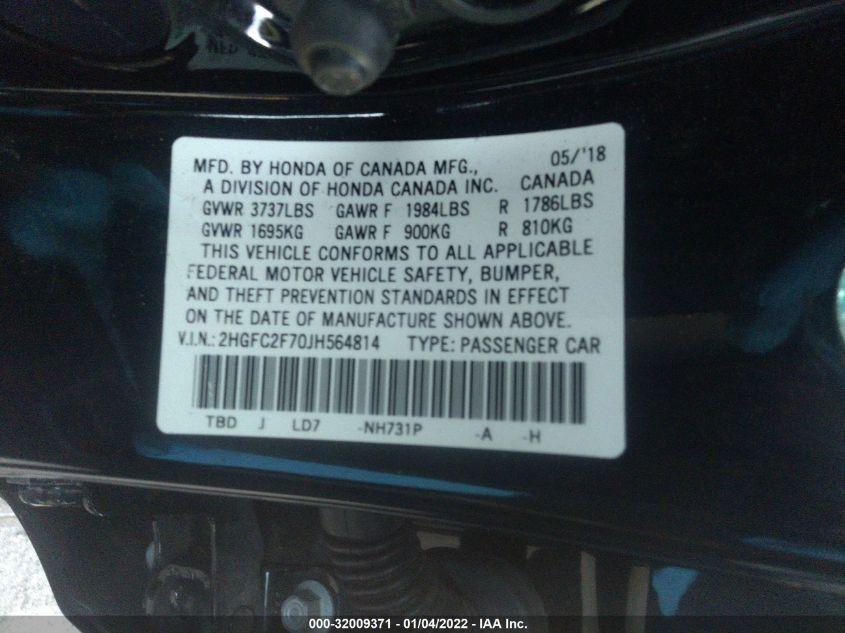 MFD. BY HONDA OF CANADA MFG., 05/'18
A DIVISION OF HONDA CANADA INC. CANADA
GVWR 3737LBS GAWR F 1984LBS R 1786LBS
GVWR 1695KG GAWR F 900KG R 810KG
THIS VEHICLE CONFORMS TO ALL APPLICABLE
FEDERAL MOTOR VEHICLE SAFETY, BUMPER,
AND THEFT PREVENTION STANDARDS IN EFFECT
ON THE DATE OF MANUFACTURE SHOWN ABOVE.
V.I.N.: 2HGFC2F70JH564814 TYPE: PASSENGER CAR
TBD J LD7 -NH731P -A -H
000-32009371 - 01/04/2022 - IAA Inc.